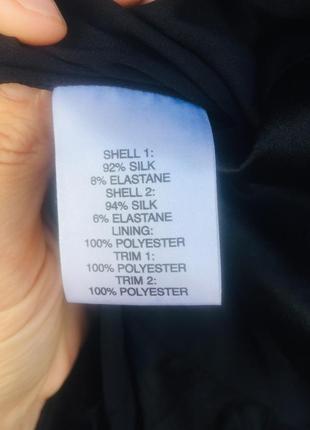 SHELL 1:
92% SILK
8% ELASTANE
SHELL 2:
94% SILK
6% ELASTANE
LINING:
100% POLYESTER
TRIM 1:
100% POLYESTER
TRIM 2:
100% POLYESTER